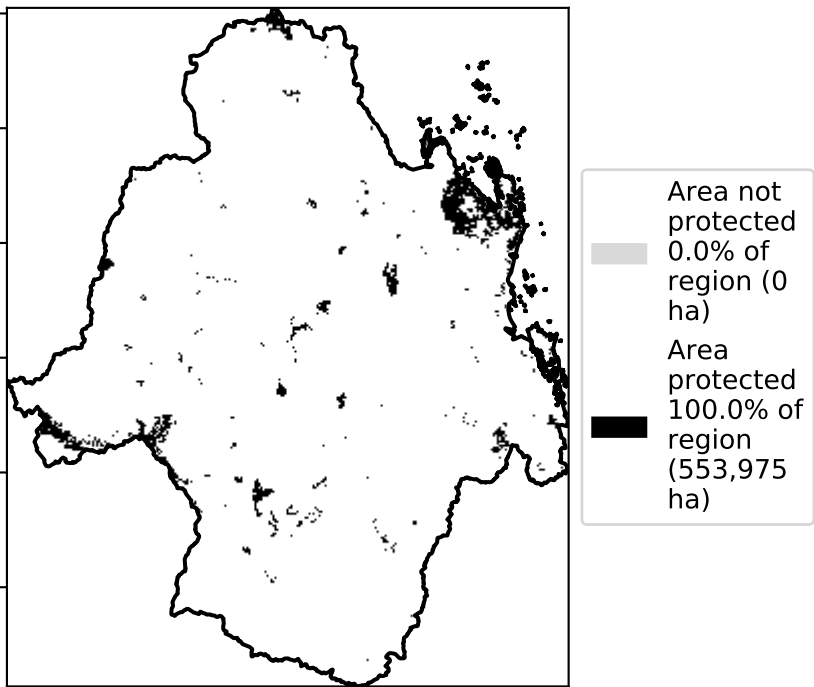 Area not
protected
0.0% of
region (0
ha)
Area
protected
100.0% of
region
(553,975
ha)